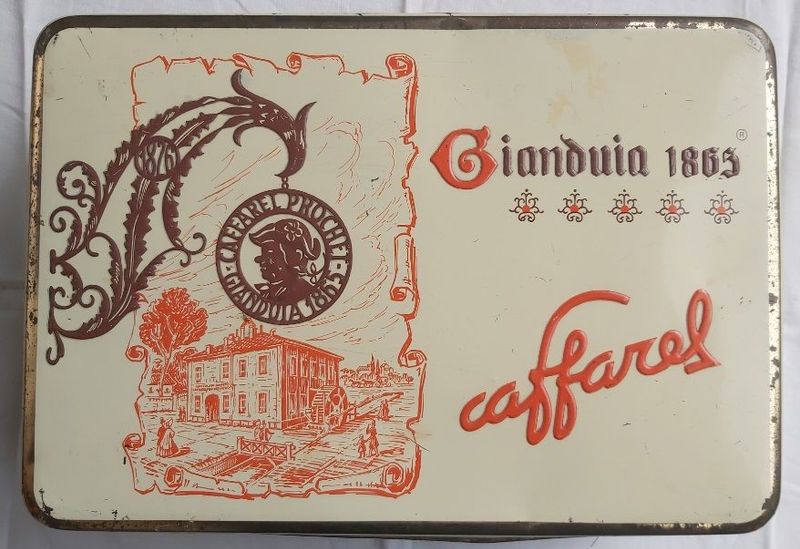 1876
CAFFAREL PROCHET
GIANDUIA 1865
Gianduia 1865 ®
caffarel